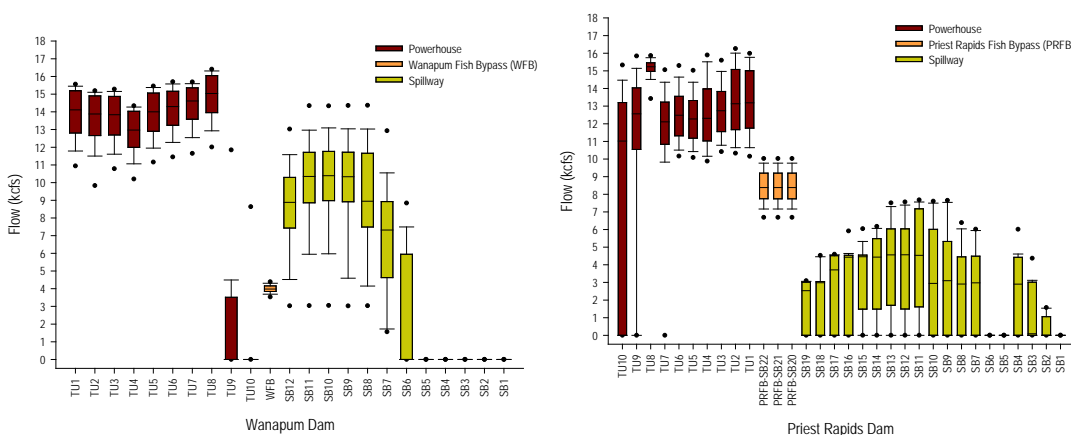 Flow (kcfs)
18
17
16
15
14
13
12
11
10
9
8
7
6
5
4
3
2
1
0
Powerhouse
Wanapum Fish Bypass (WFB)
Spillway
TU1
TU2
TU3
TU4
TU5
TU6
TU7
TU8
TU9
TU10
WFB
SB12
SB11
SB10
SB9
SB8
SB7
SB6
SB5
SB4
SB3
SB2
SB1
Wanapum Dam
Flow (kcfs)
18
17
16
15
14
13
12
11
10
9
8
7
6
5
4
3
2
1
0
Powerhouse
Priest Rapids Fish Bypass (PRFB
Spillway
TU10
TU9
TU8
TU7
TU6
TU5
TU4
TU3
TU2
TU1
PRFB-SB22
PRFB-SB21
PRFB-SB20
SB19
SB18
SB17
SB16
SB15
SB14
SB13
SB12
SB11
SB10
SB9
SB8
SB7
SB6
SB5
SB4
SB3
SB2
SB1
Priest Rapids Dam